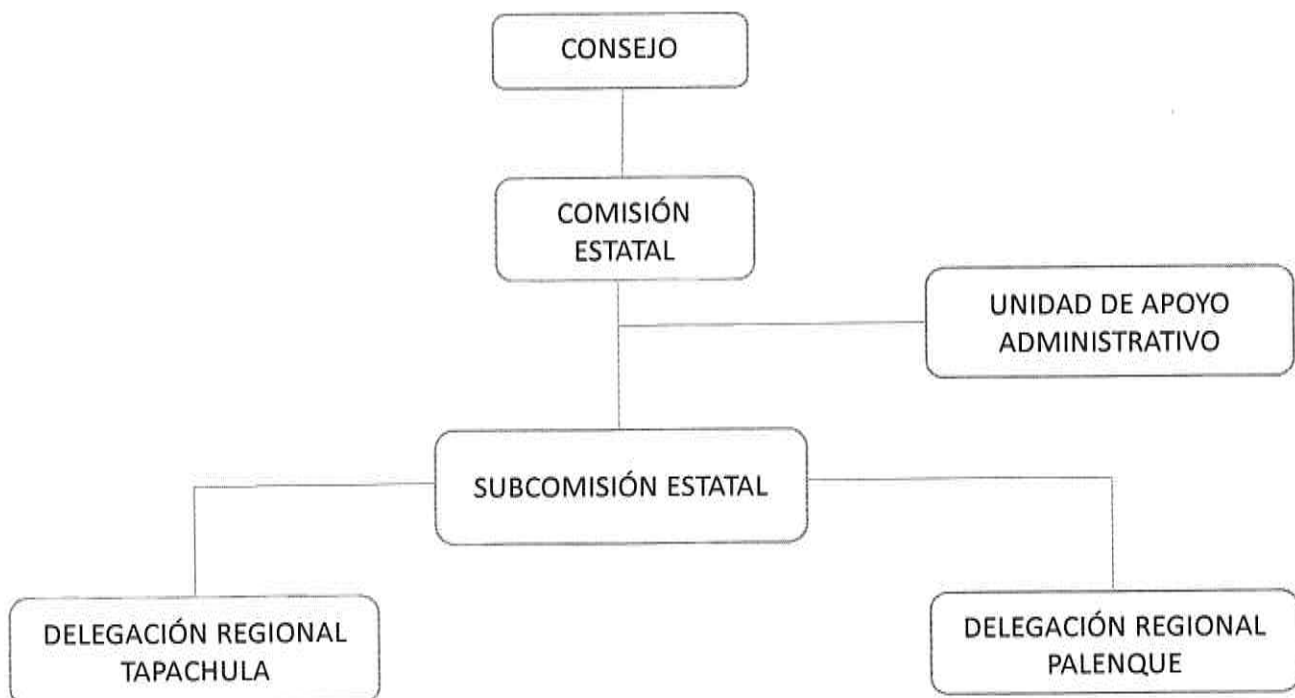 CONSEJO
COMISIÓN
ESTATAL
UNIDAD DE APOYO
ADMINISTRATIVO
SUBCOMISIÓN ESTATAL
DELEGACIÓN REGIONAL
TAPACHULA
DELEGACIÓN REGIONAL
PALENQUE